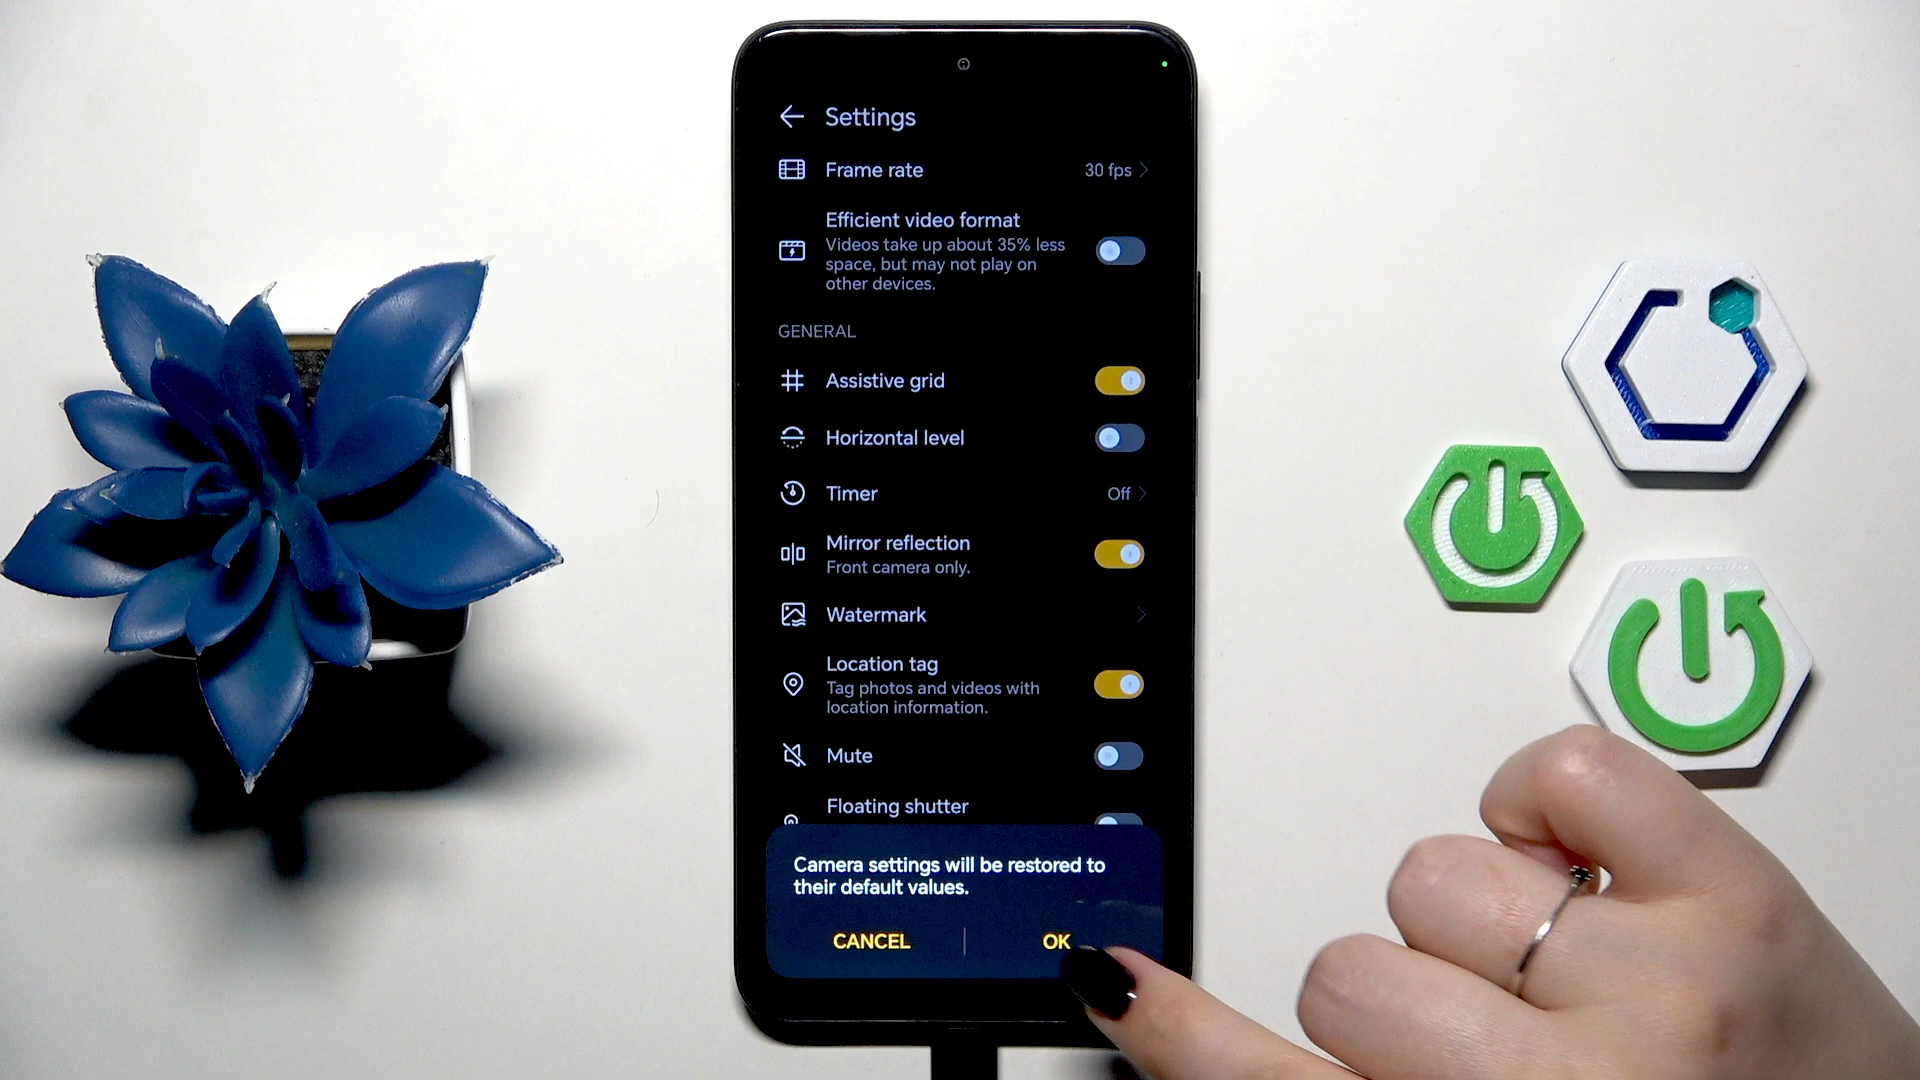 Settings
Frame rate
30 fps
Efficient video format
Videos take up about 35% less
space, but may not play on
other devices.
GENERAL
Assistive grid
Horizontal level
Timer
Off
Mirror reflection
Front camera only.
Watermark
Location tag
Tag photos and videos with
location information.
Mute
Floating shutter
Camera settings will be restored to
their default values.
CANCEL
OK